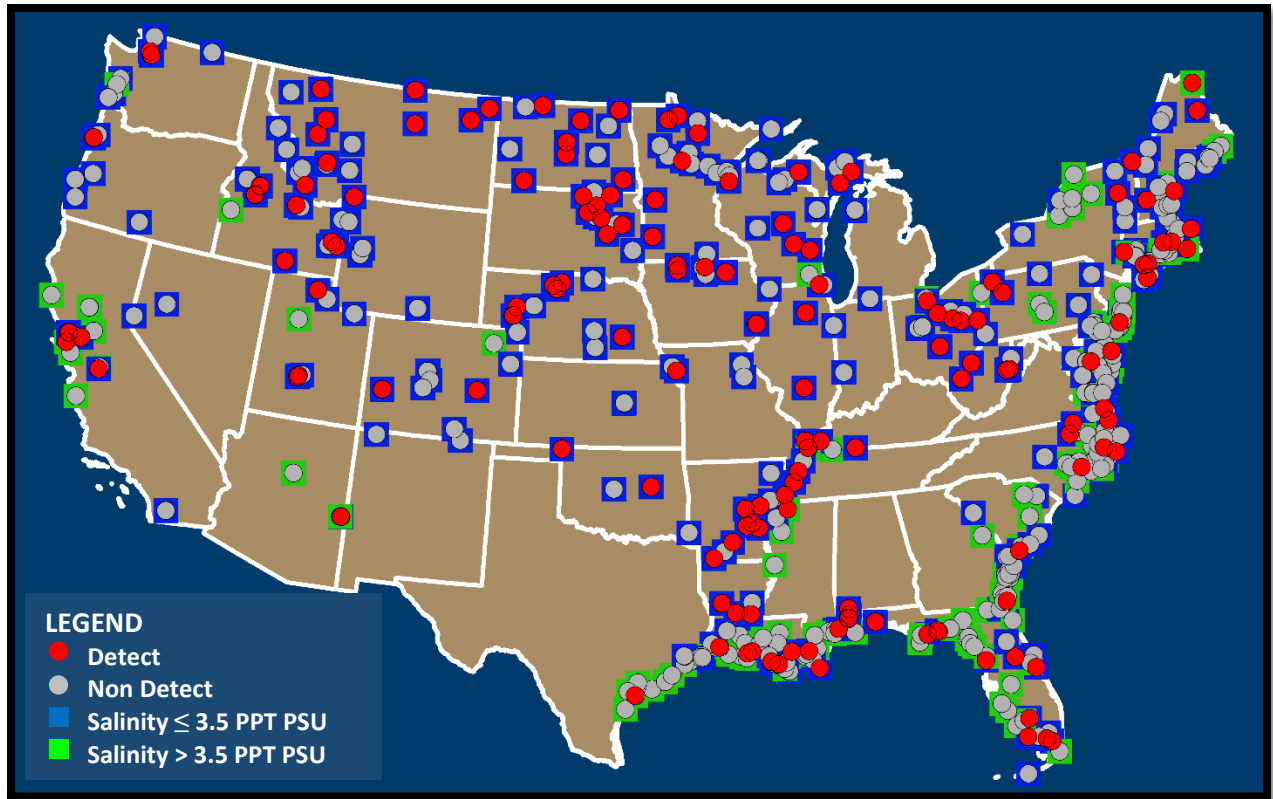 LEGEND
Detect
Non Detect
Salinity ≤ 3.5 PPT PSU
Salinity > 3.5 PPT PSU